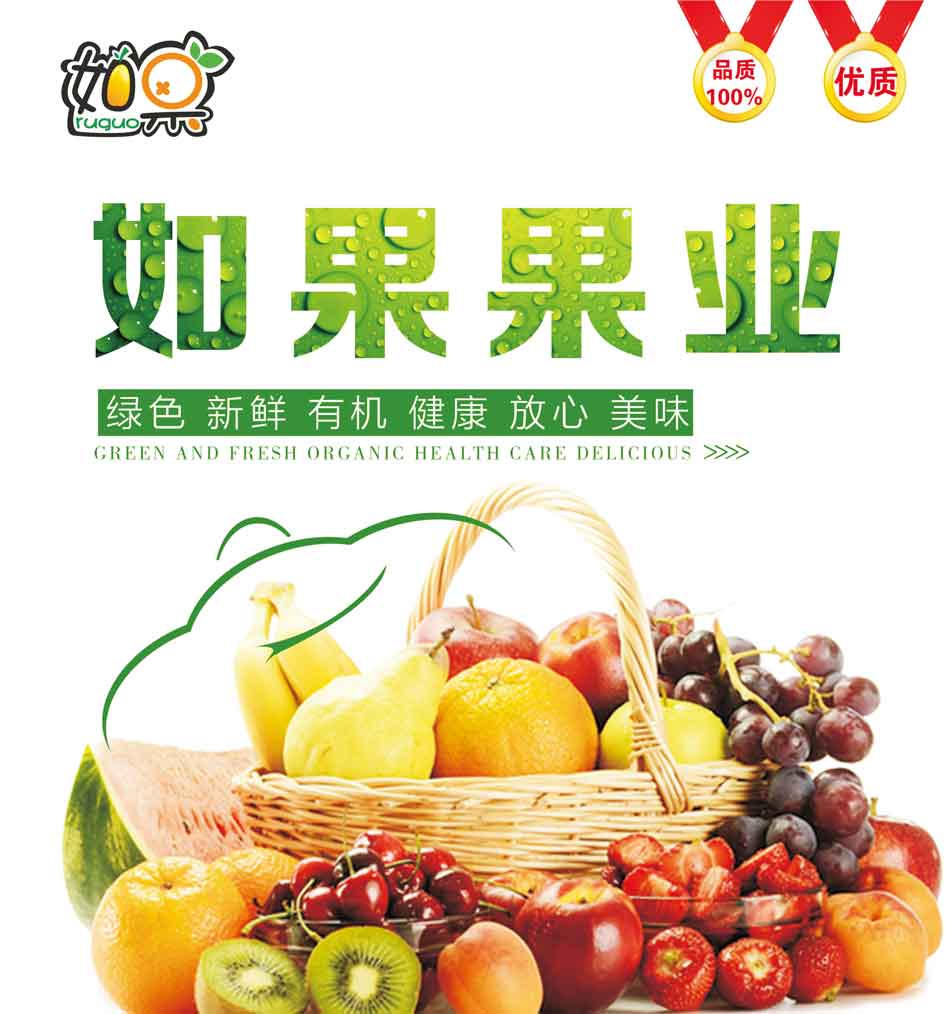 如果
ruguo
品质
100%
优质
如果果业
绿色 新鲜 有机 健康 放心 美味
GREEN AND FRESH ORGANIC HEALTH CARE DELICIOUS >>>>